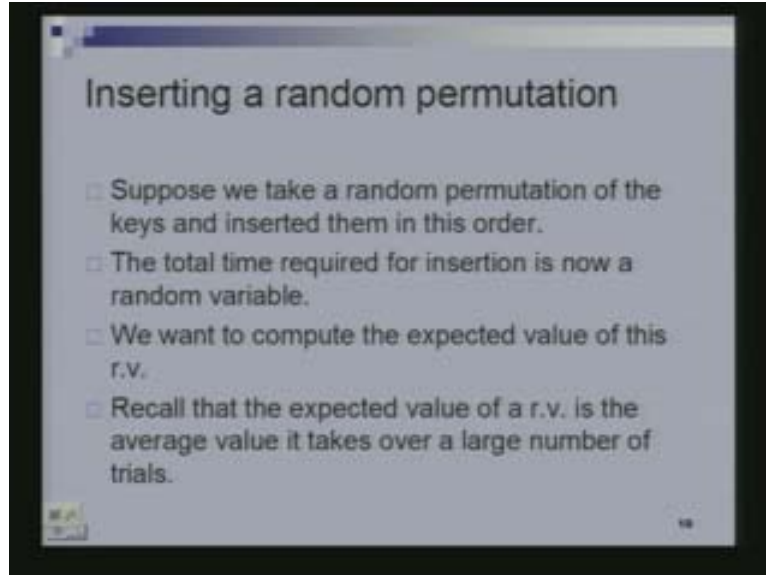 Inserting a random permutation
Suppose we take a random permutation of the
keys and inserted them in this order.
The total time required for insertion is now a
random variable.
We want to compute the expected value of this
r.v.
Recall that the expected value of a r.v. is the
average value it takes over a large number of
trials.